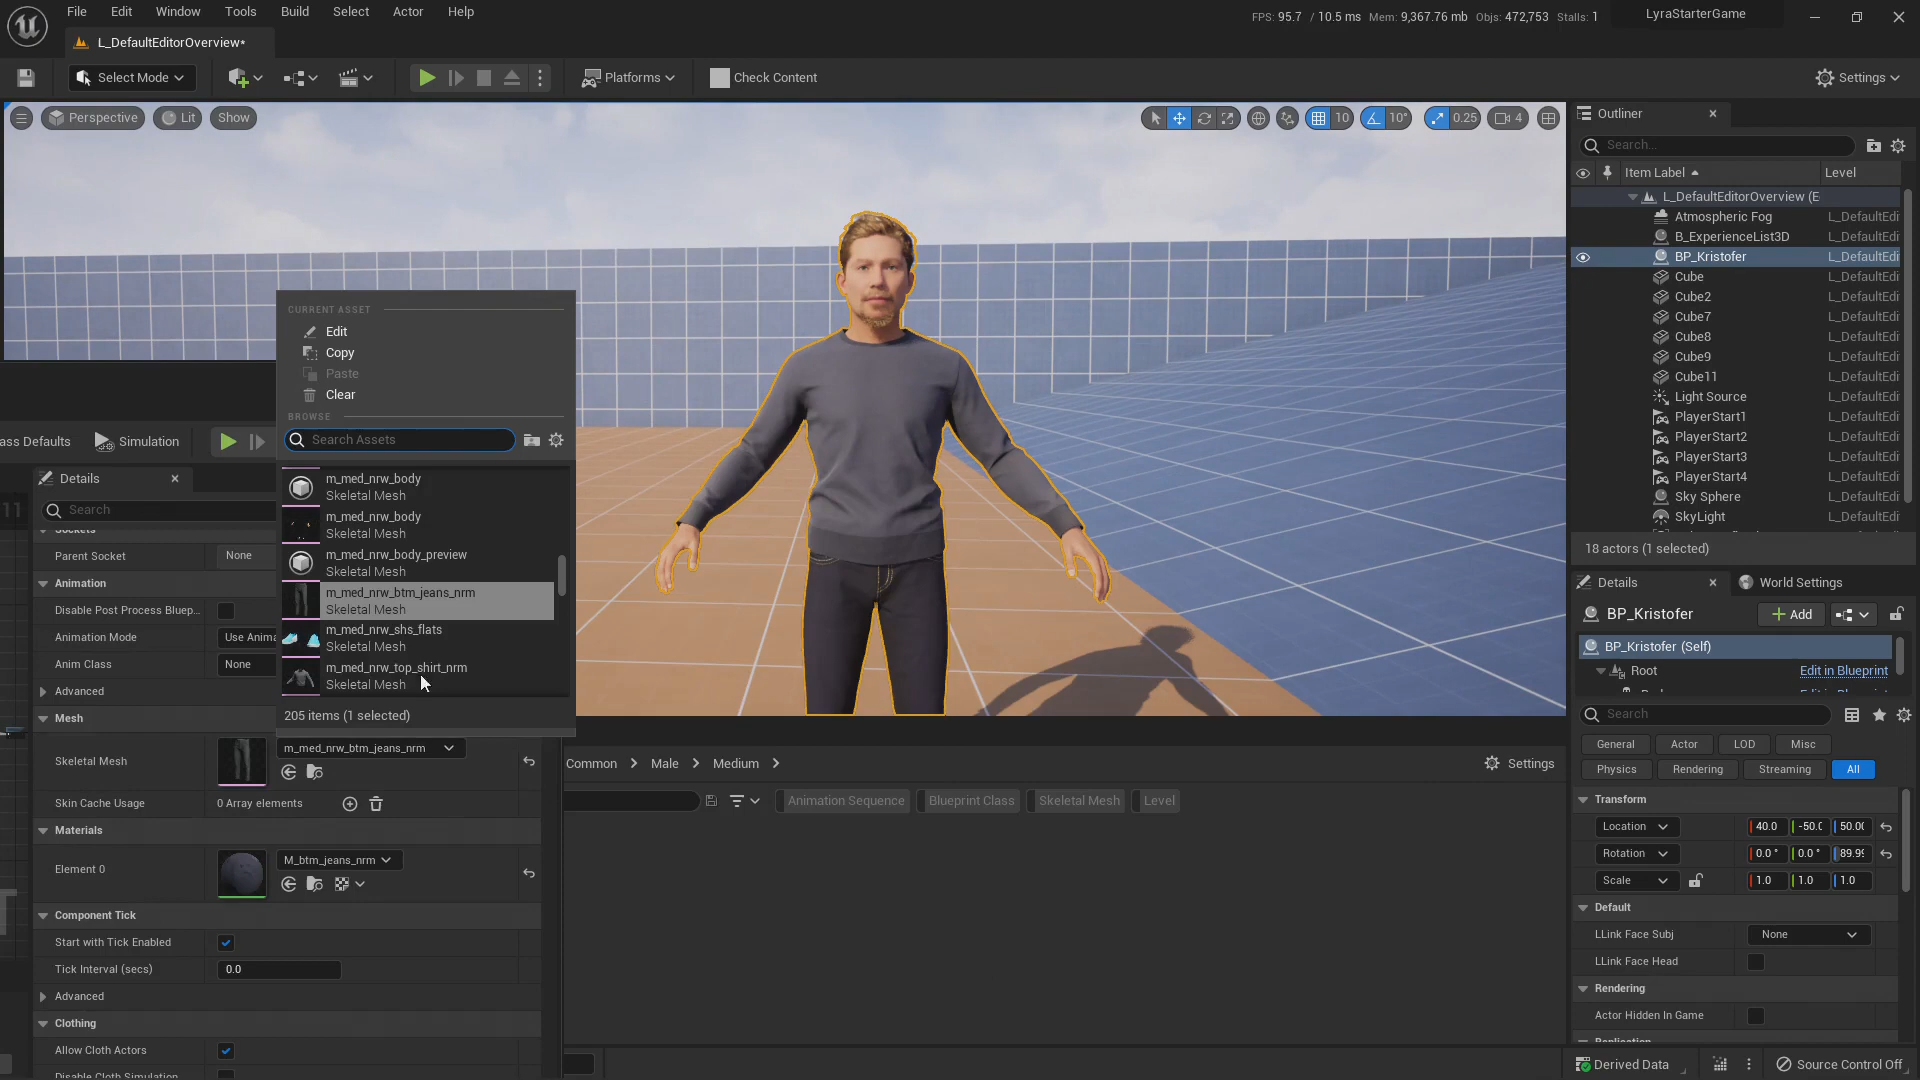 File Edit Window Tools Build Select Actor Help
FPS: 95.7 / 10.5 ms Mem: 9,367.76 mb Objs: 472,753 Stalls: 1
LyraStarterGame
L_DefaultEditorOverview*
Select Mode
Platforms
Check Content
Settings
Perspective Lit Show
10 10° 0.25 4
CURRENT ASSET
Edit
Copy
Paste
Clear
BROWSE
Search Assets
m_med_nrw_body
Skeletal Mesh
m_med_nrw_body
Skeletal Mesh
m_med_nrw_body_preview
Skeletal Mesh
m_med_nrw_btm_jeans_nrm
Skeletal Mesh
m_med_nrw_shs_flats
Skeletal Mesh
m_med_nrw_top_shirt_nrm
Skeletal Mesh
205 items (1 selected)
ass Defaults Simulation
Details
Search
Sockets
Parent Socket None
Animation
Disable Post Process Bluep...
Animation Mode Use Anima
Anim Class None
Advanced
Mesh
Skeletal Mesh m_med_nrw_btm_jeans_nrm
Skin Cache Usage 0 Array elements
Materials
Element 0 M_btm_jeans_nrm
Component Tick
Start with Tick Enabled
Tick Interval (secs) 0.0
Advanced
Clothing
Allow Cloth Actors
Disable Cloth Simulation
Common Male Medium
Settings
Animation Sequence Blueprint Class Skeletal Mesh Level
Outliner
Search...
Item Label Level
L_DefaultEditorOverview (E
Atmospheric Fog L_DefaultEdi
B_ExperienceList3D L_DefaultEdi
BP_Kristofer L_DefaultEdi
Cube L_DefaultEdi
Cube2 L_DefaultEdi
Cube7 L_DefaultEdi
Cube8 L_DefaultEdi
Cube9 L_DefaultEdi
Cube11 L_DefaultEdi
Light Source L_DefaultEdi
PlayerStart1 L_DefaultEdi
PlayerStart2 L_DefaultEdi
PlayerStart3 L_DefaultEdi
PlayerStart4 L_DefaultEdi
Sky Sphere L_DefaultEdi
SkyLight L_DefaultEdi
18 actors (1 selected)
Details World Settings
BP_Kristofer Add
BP_Kristofer (Self)
Root Edit in Blueprint
Search
General Actor LOD Misc
Physics Rendering Streaming All
Transform
Location 40.0 -50.0 50.00
Rotation 0.0° 0.0° 89.99
Scale 1.0 1.0 1.0
Default
LLink Face Subj None
LLink Face Head
Rendering
Actor Hidden In Game
Replication
Derived Data Source Control Off